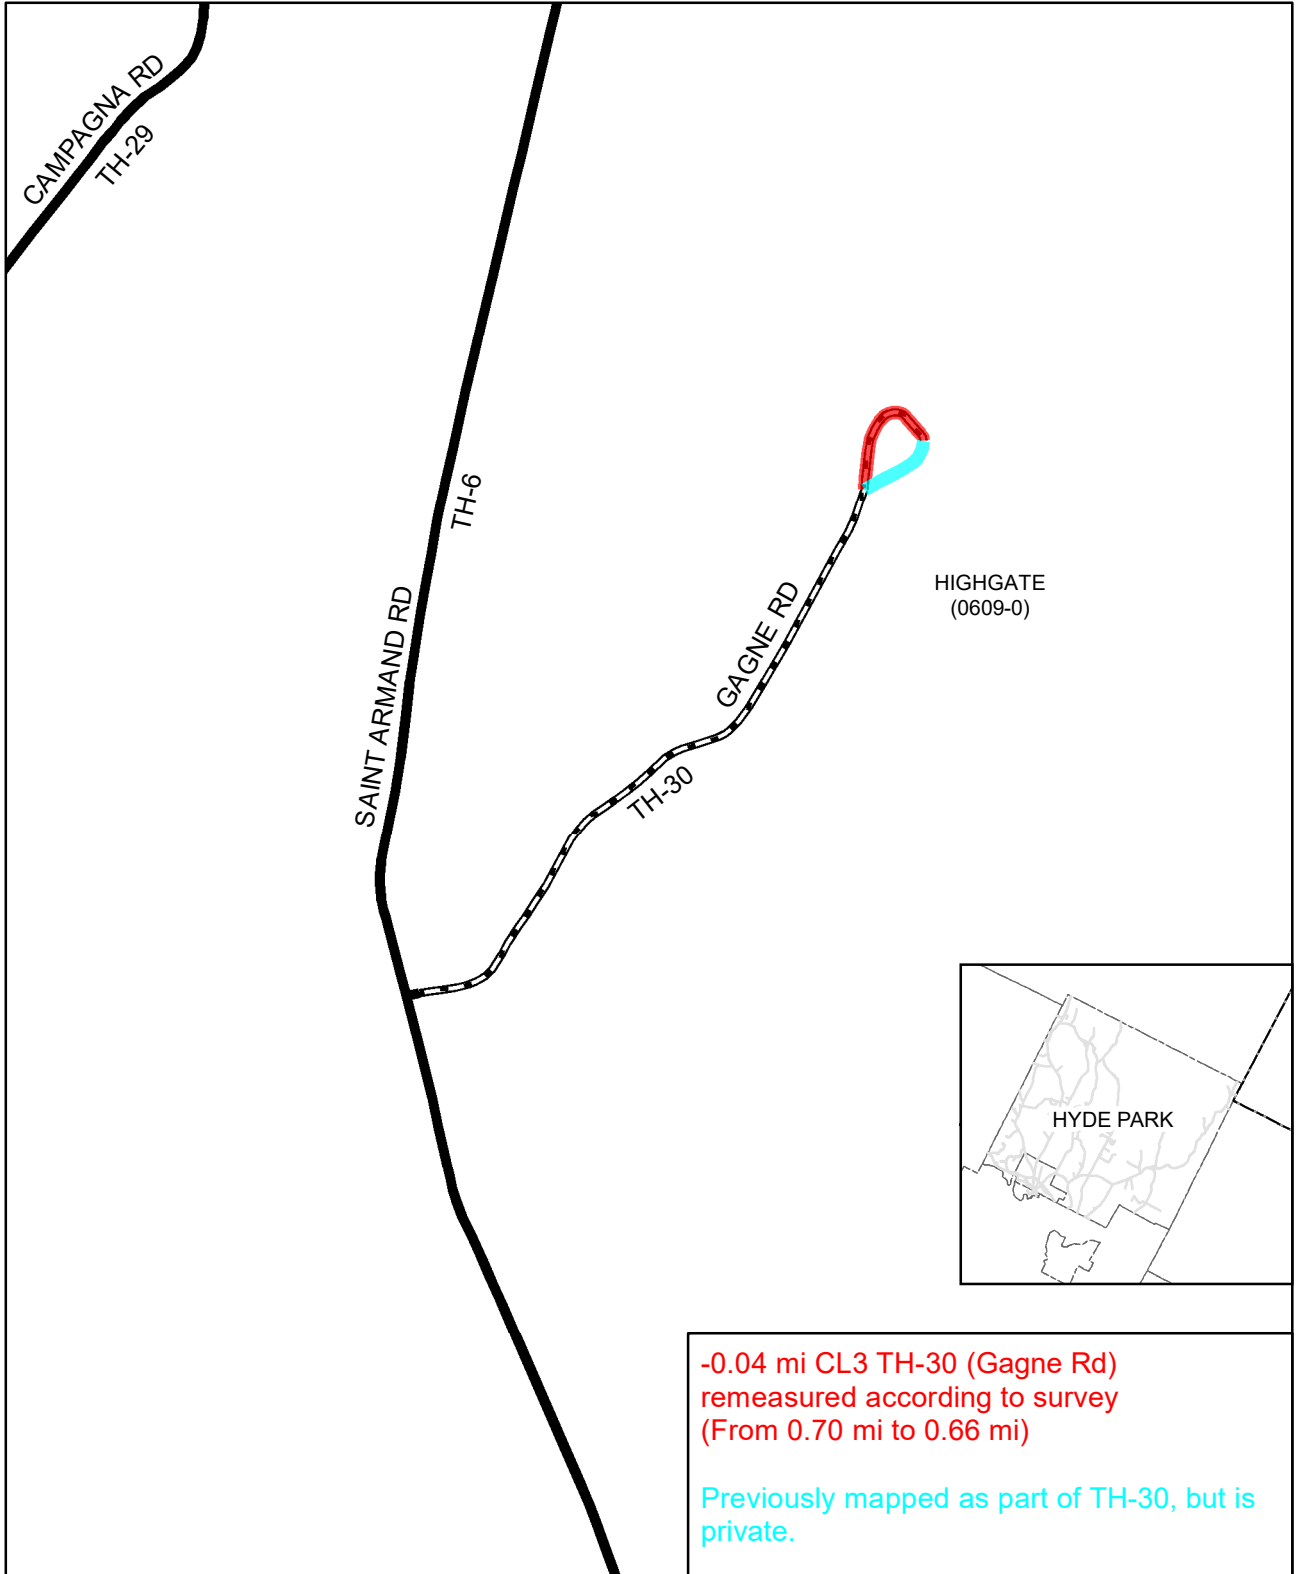 CAMPAGNA RD
TH-29
TH-6
SAINT ARMAND RD
HIGHGATE
(0609-0)
GAGNE RD
TH-30
HYDE PARK
-0.04 mi CL3 TH-30 (Gagne Rd)
remeasured according to survey
(From 0.70 mi to 0.66 mi)
Previously mapped as part of TH-30, but is
private.